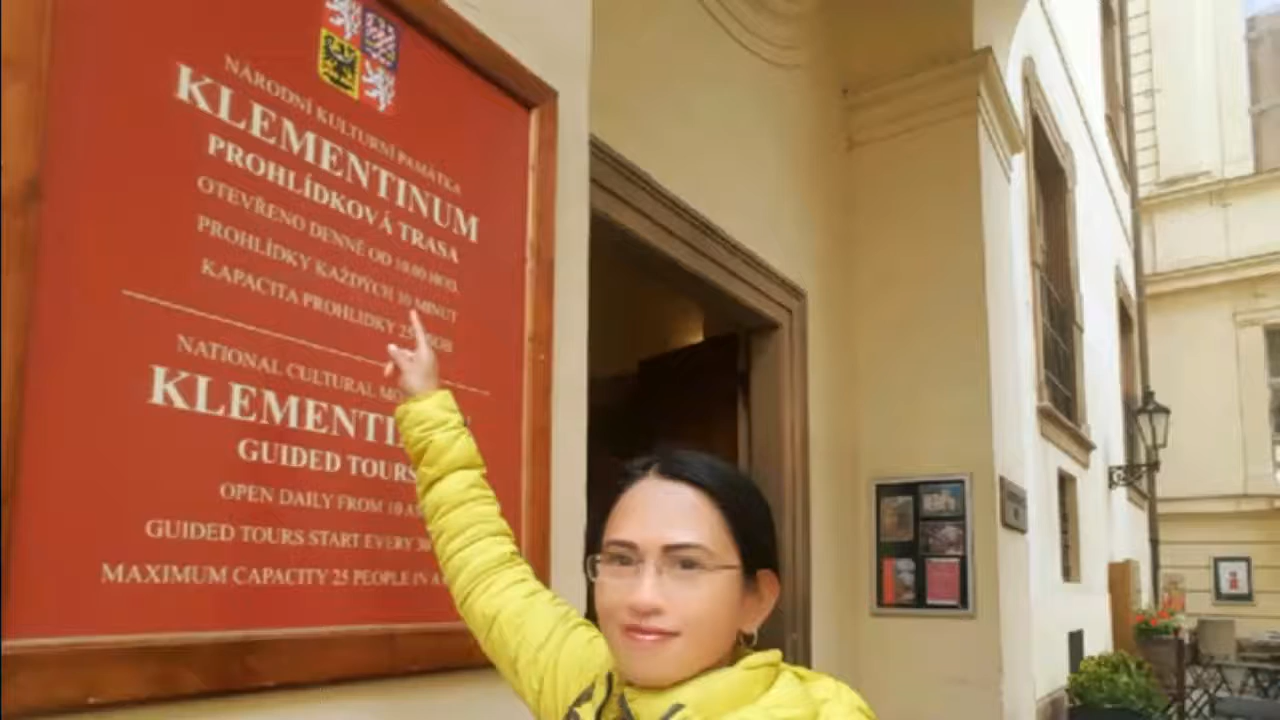 NÁRODNÍ KULTURNÍ PAMÁTKA
KLEMENTINUM
PROHLÍDKOVÁ TRASA
OTEVŘENO DENNĚ OD 10.00 HOD.
PROHLÍDKY KAŽDÝCH 30 MINUT
KAPACITA PROHLÍDKY 25
NATIONAL CULTURAL
KLEMENTI
GUIDED TOURS
OPEN DAILY FROM 10
GUIDED TOURS START EVERY 30
MAXIMUM CAPACITY 25 PEOPLE IN A